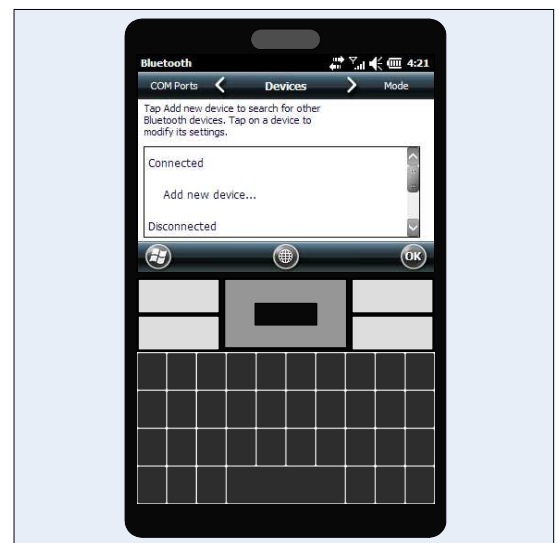 Bluetooth 4:21
COM Ports Devices Mode
Tap Add new device to search for other
Bluetooth devices. Tap on a device to
modify its settings.
Connected
Add new device...
Disconnected
OK